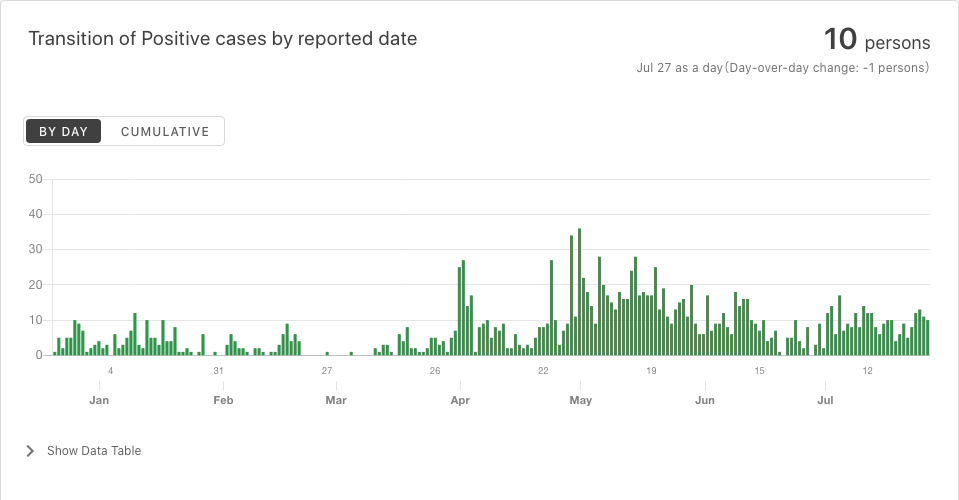 Transition of Positive cases by reported date
10 persons
Jul 27 as a day(Day-over-day change: -1 persons)
BY DAY CUMULATIVE
50
40
30
20
10
0
4 31 27 26 22 19 15 12
Jan Feb Mar Apr May Jun Jul
Show Data Table